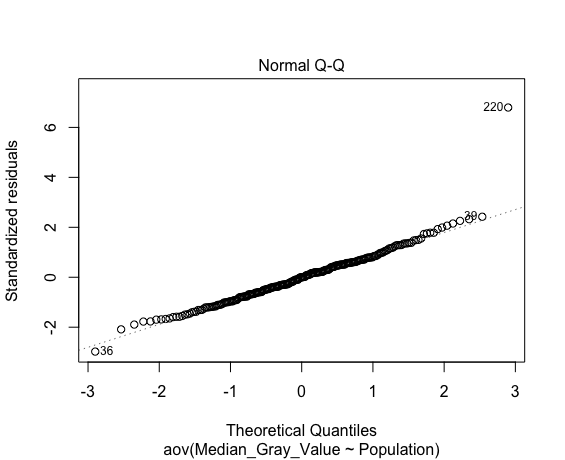 Normal Q-Q
Standardized residuals
6
4
2
0
-2
220
39
36
-3 -2 -1 0 1 2 3
Theoretical Quantiles
aov(Median_Gray_Value ~ Population)